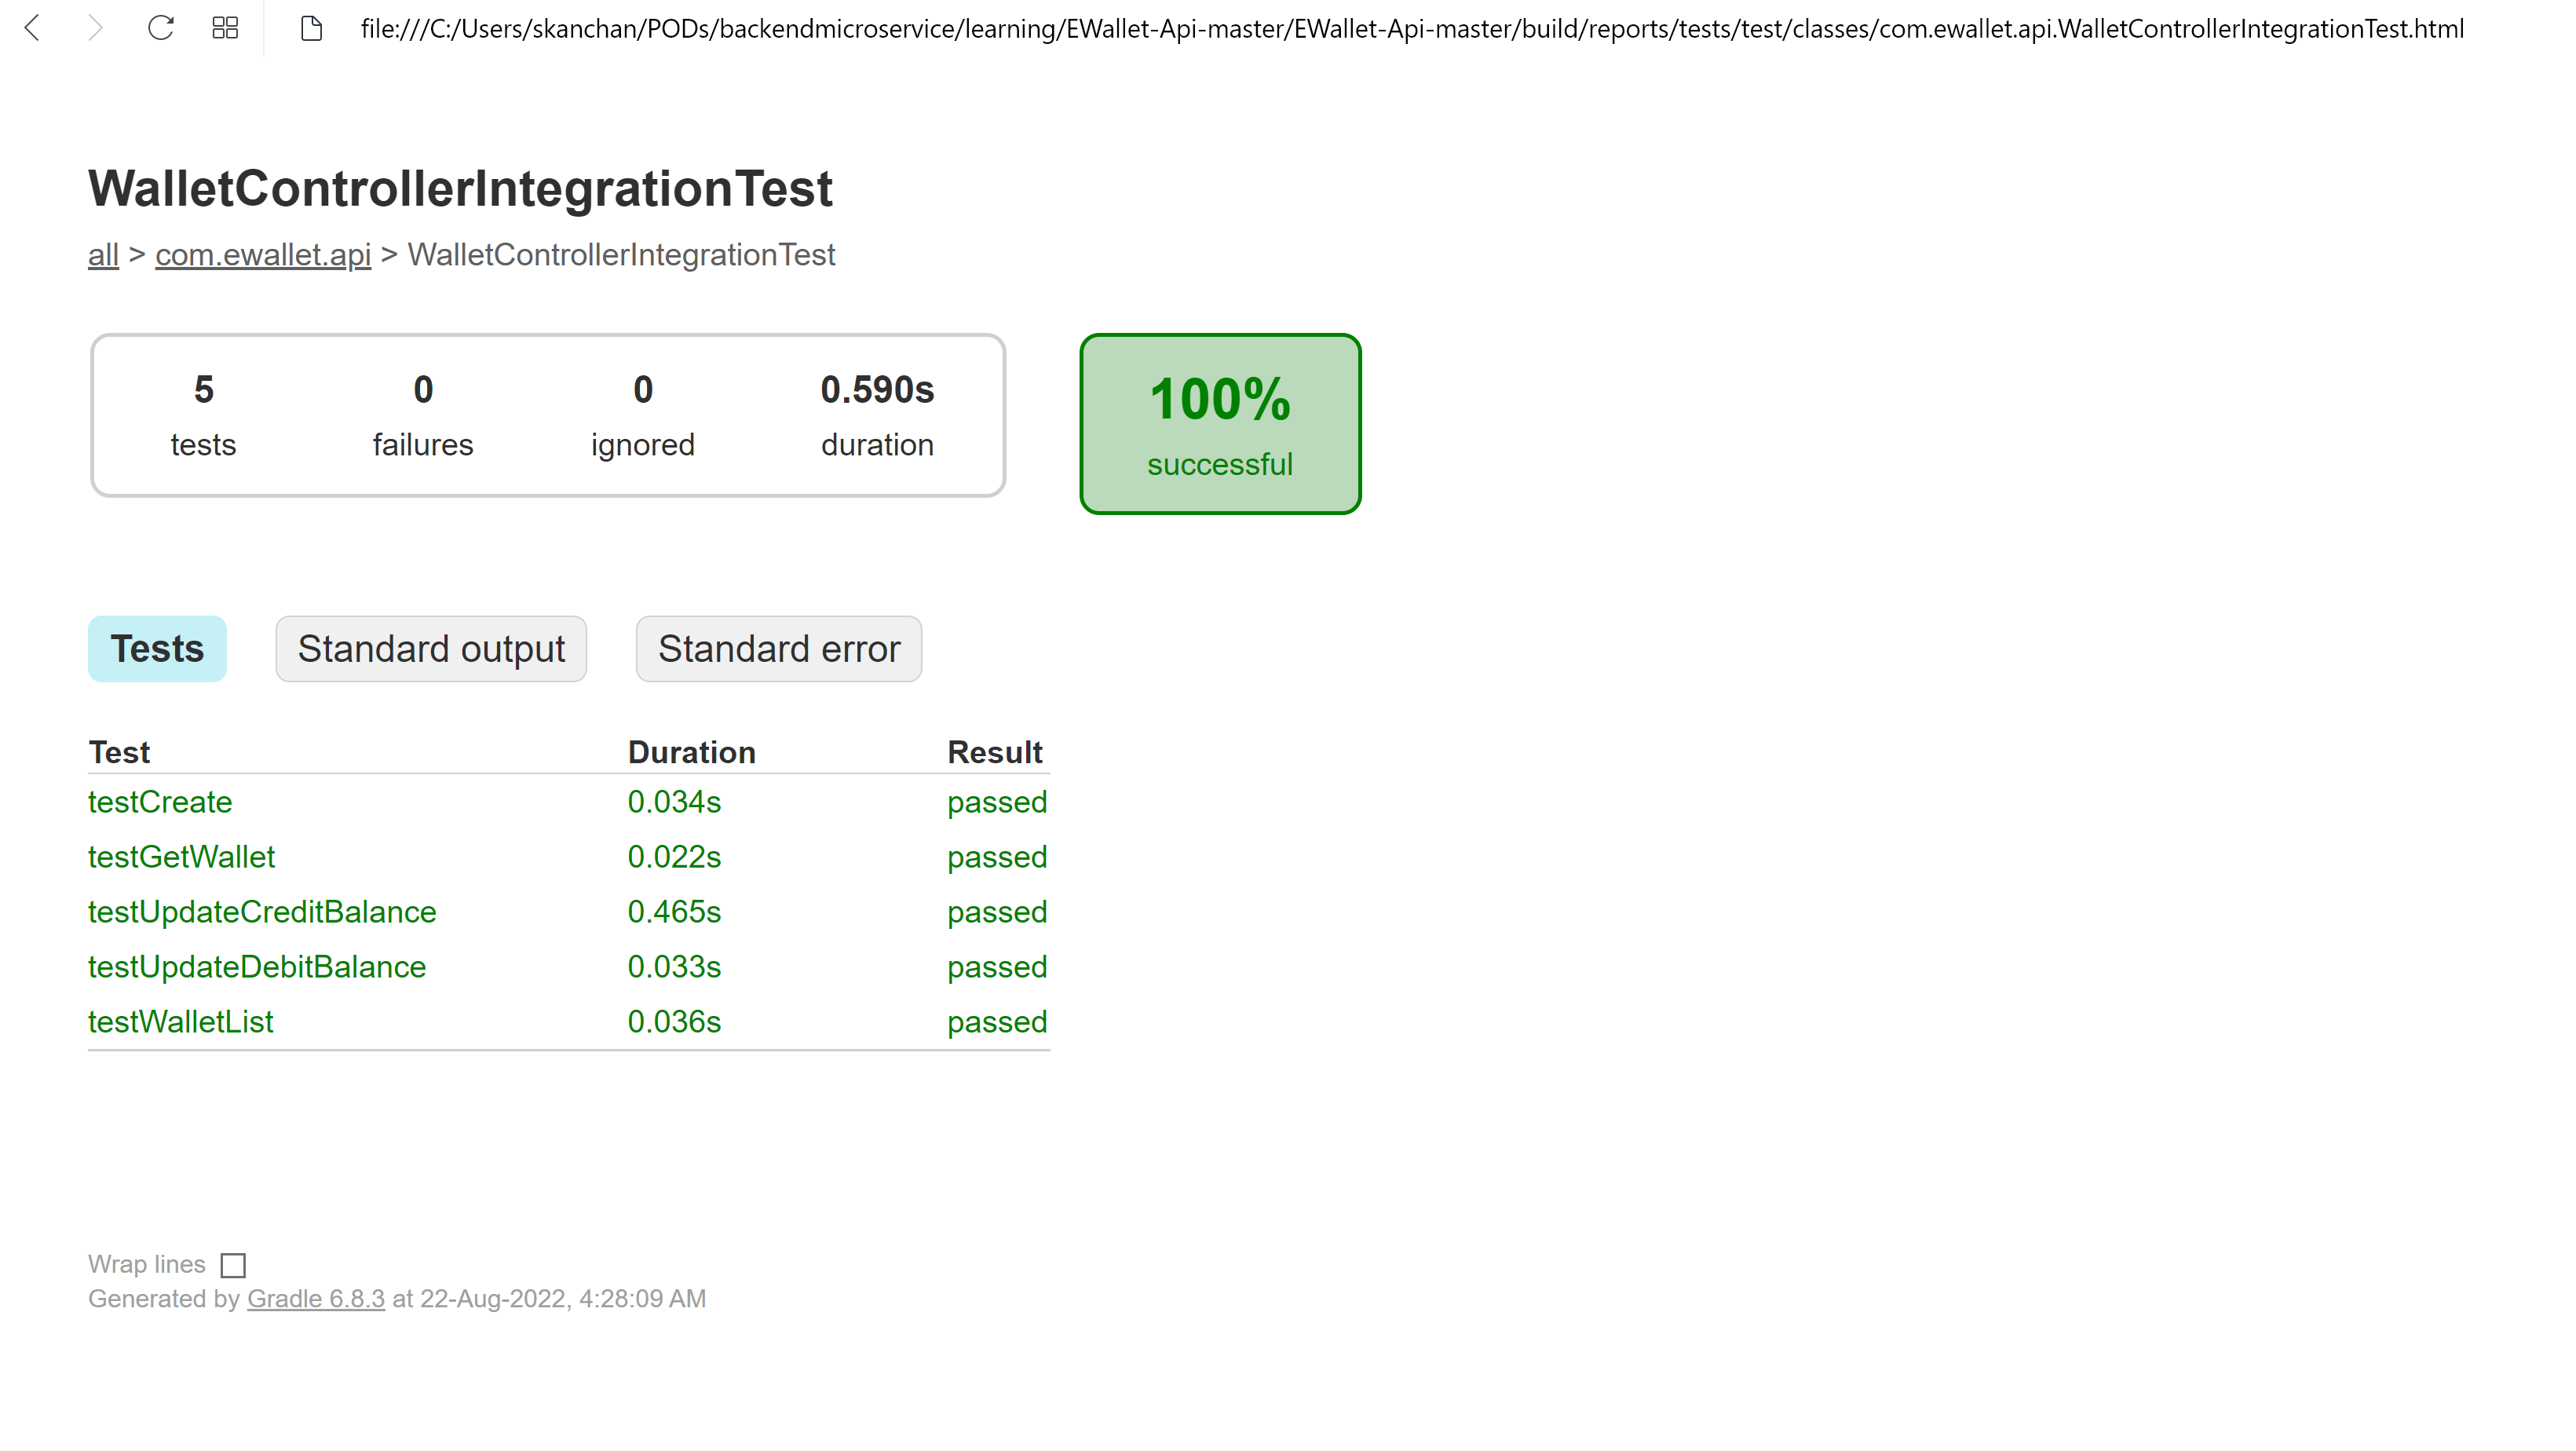 file:///C:/Users/skanchan/PODs/backendmicroservice/learning/EWallet-Api-master/EWallet-Api-master/build/reports/tests/test/classes/com.ewallet.api.WalletControllerIntegrationTest.html
WalletControllerIntegrationTest
all > com.ewallet.api > WalletControllerIntegrationTest
5 0 0 0.590s
tests failures ignored duration
100%
successful
Tests Standard output Standard error
Test Duration Result
testCreate 0.034s passed
testGetWallet 0.022s passed
testUpdateCreditBalance 0.465s passed
testUpdateDebitBalance 0.033s passed
testWalletList 0.036s passed
Wrap lines
Generated by Gradle 6.8.3 at 22-Aug-2022, 4:28:09 AM